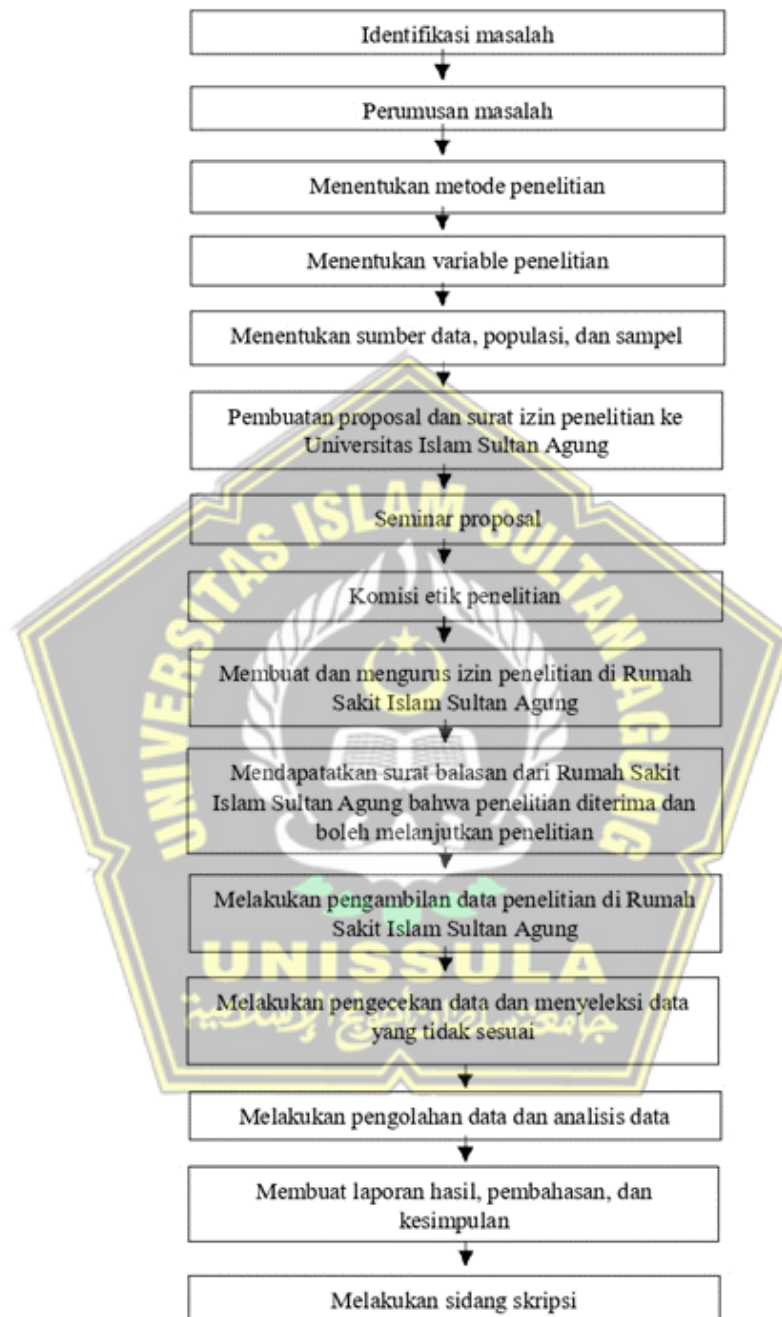 Identifikasi masalah
Perumusan masalah
Menentukan metode penelitian
Menentukan variable penelitian
Menentukan sumber data, populasi, dan sampel
Pembuatan proposal dan surat izin penelitian ke
Universitas Islam Sultan Agung
Seminar proposal
Komisi etik penelitian
Membuat dan mengurus izin penelitian di Rumah
Sakit Islam Sultan Agung
Mendapatatkan surat balasan dari Rumah Sakit
Islam Sultan Agung bahwa penelitian diterima dan
boleh melanjutkan penelitian
Melakukan pengambilan data penelitian di Rumah
Sakit Islam Sultan Agung
Melakukan pengecekan data dan menyeleksi data
yang tidak sesuai
Melakukan pengolahan data dan analisis data
Membuat laporan hasil, pembahasan, dan
kesimpulan
Melakukan sidang skripsi
UNIVERSITAS ISLAM SULTAN AGUNG
UNISSULA
جامعة سلطان أجونج الإسلامية